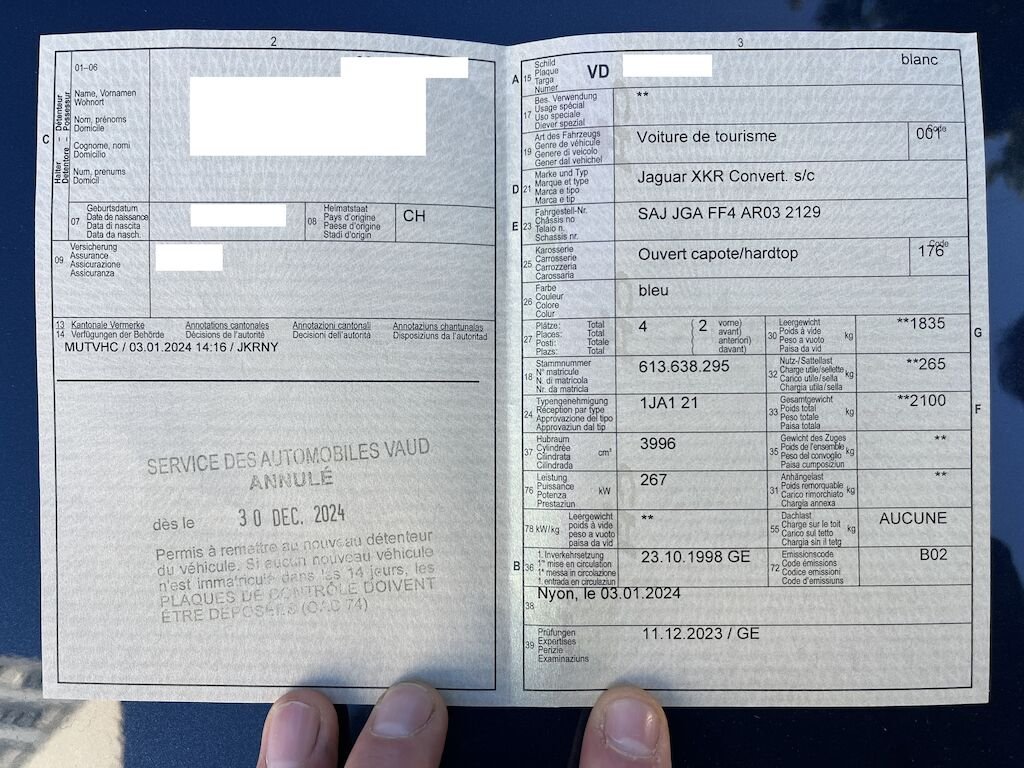 2
01–06
Name, Vornamen
Wohnort
Nom, prénoms
Domicile
Cognome, nomi
Domicilio
Num, prenums
Domicil
C
Halter – Détenteur
Detentore – Possessur
07
Geburtsdatum
Date de naissance
Data di nascita
Data da nasch.
08
Heimatstaat
Pays d'origine
Paese d'origine
Stadi d'origin
CH
09
Versicherung
Assurance
Assicurazione
Assicuranza
13 Kantonale Vermerke Annotations cantonales Annotazioni cantonali Annotaziuns chantunalas
14 Verfügungen der Behörde Décisions de l'autorité Decisioni dell'autorità Disposiziuns da l'autoritad
MUTVHC / 03.01.2024 14:16 / JKRNY
SERVICE DES AUTOMOBILES VAUD
ANNULÉ
dès le 30 DEC. 2024
Permis à remettre au nouveau détenteur
du véhicule. Si aucun nouveau véhicule
n'est immatriculé dans les 14 jours, les
PLAQUES DE CONTRÔLE DOIVENT
ÊTRE DÉPOSÉES (OAC 74)
3
A
15
Schild
Plaque
Targa
Numer
VD
blanc
17
Bes. Verwendung
Usage spécial
Uso speciale
Diever spezial
**
19
Art des Fahrzeugs
Genre de véhicule
Genere di veicolo
Gener dal vehichel
Voiture de tourisme
Code
001
D
21
Marke und Typ
Marque et type
Marca e tipo
Marca e tip
Jaguar XKR Convert. s/c
E
23
Fahrgestell-Nr.
Châssis no
Telaio n.
Schassis nr.
SAJ JGA FF4 AR03 2129
25
Karosserie
Carrosserie
Carrozzeria
Carossaria
Ouvert capote/hardtop
Code
176
26
Farbe
Couleur
Colore
Colur
bleu
27
Plätze: Total
Places: Total
Posti: Totale
Plazs: Total
4
2
vorne)
avant)
anteriori)
davant)
30
Leergewicht
Poids à vide
Peso a vuoto
Paisa da vid
kg
**1835
G
18
Stammnummer
N° matricule
N. di matricola
Nr. da matricla
613.638.295
32
Nutz-/Sattellast
Charge utile/sellette
Carico utile/sella
Chargia utila/sella
kg
**265
24
Typengenehmigung
Réception par type
Approvazione del tipo
Approvaziun dal tip
1JA1 21
33
Gesamtgewicht
Poids total
Peso totale
Paisa totala
kg
**2100
F
37
Hubraum
Cylindrée
Cilindrata
Cilindrada
cm³
3996
35
Gewicht des Zuges
Poids de l'ensemble
Peso del convoglio
Paisa cumposiziun
kg
**
76
Leistung
Puissance
Potenza
Prestaziun
kW
267
31
Anhängelast
Poids remorquable
Carico rimorchiato
Chargia annexa
kg
**
78 kW/kg
Leergewicht
poids à vide
peso a vuoto
paisa da vid
**
55
Dachlast
Charge sur le toit
Carico sul tetto
Chargia sin il tetg
kg
AUCUNE
B
36
1. Inverkehrsetzung
1re mise en circulation
1a messa in circolazione
1. entrada en circulaziun
23.10.1998 GE
72
Emissionscode
Code émissions
Codice emissioni
Code d'emissiuns
B02
38
Nyon, le 03.01.2024
39
Prüfungen
Expertises
Perizie
Examinaziuns
11.12.2023 / GE